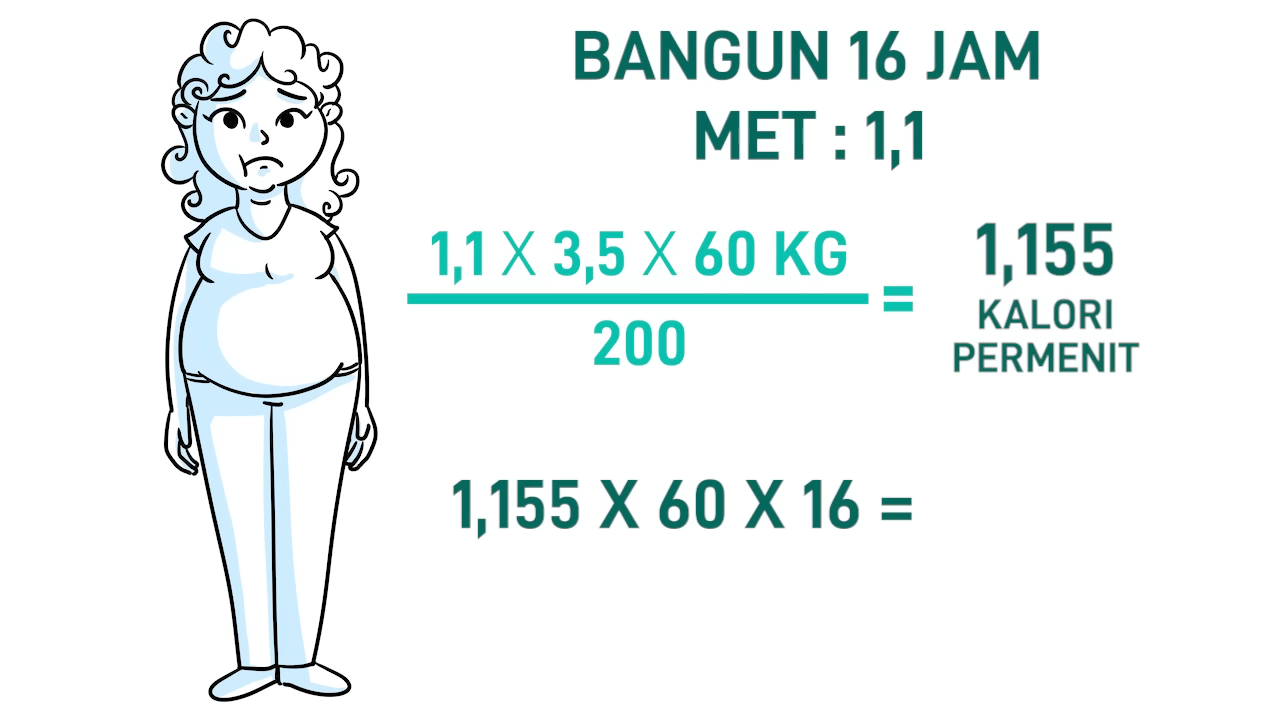 BANGUN 16 JAM
MET : 1,1
1,1 X 3,5 X 60 KG
200
=
1,155
KALORI
PERMENIT
1,155 X 60 X 16 =